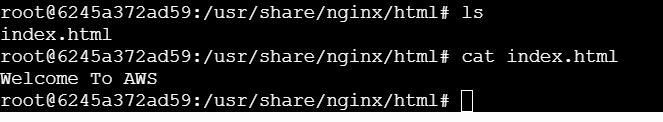 root@6245a372ad59:/usr/share/nginx/html# ls
index.html
root@6245a372ad59:/usr/share/nginx/html# cat index.html
Welcome To AWS
root@6245a372ad59:/usr/share/nginx/html#